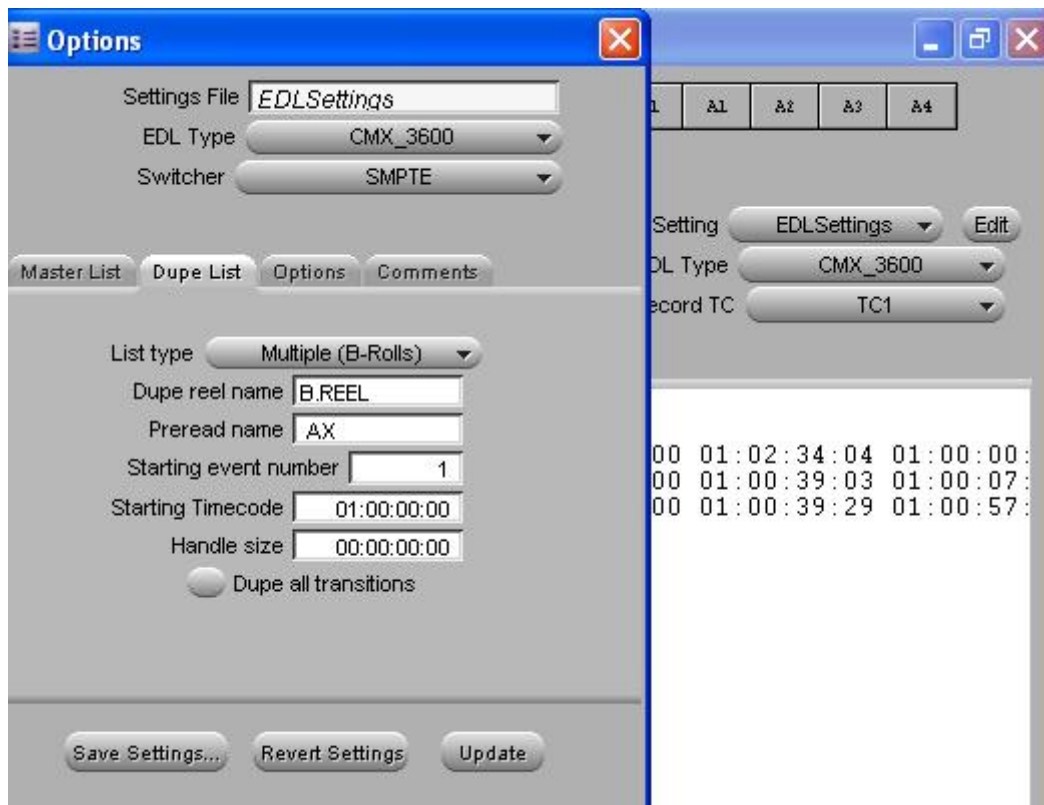 Options
Settings File EDLSettings
EDL Type CMX_3600
Switcher SMPTE
Master List Dupe List Options Comments
List type Multiple (B-Rolls)
Dupe reel name B.REEL
Preread name AX
Starting event number 1
Starting Timecode 01:00:00:00
Handle size 00:00:00:00
Dupe all transitions
Save Settings... Revert Settings Update
A1 A2 A3 A4
Setting EDLSettings Edit
DL Type CMX_3600
ecord TC TC1
00 01:02:34:04 01:00:00:
00 01:00:39:03 01:00:07:
00 01:00:39:29 01:00:57: